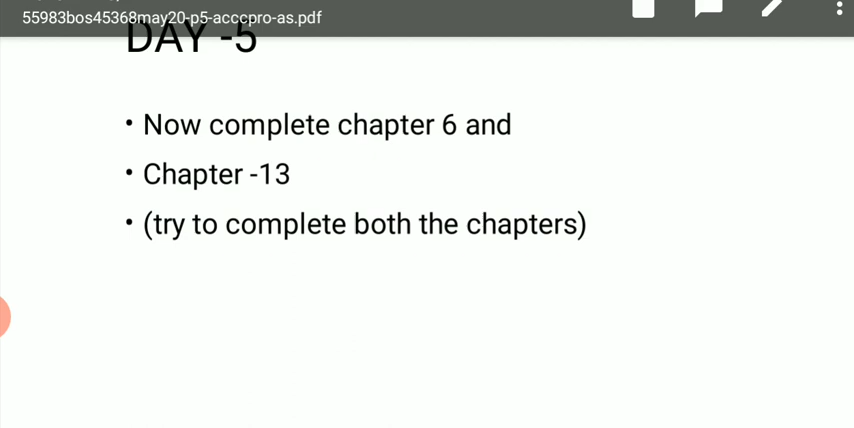 55983bos45368may20-p5-acccpro-as.pdf
DAY -5
• Now complete chapter 6 and
• Chapter -13
• (try to complete both the chapters)